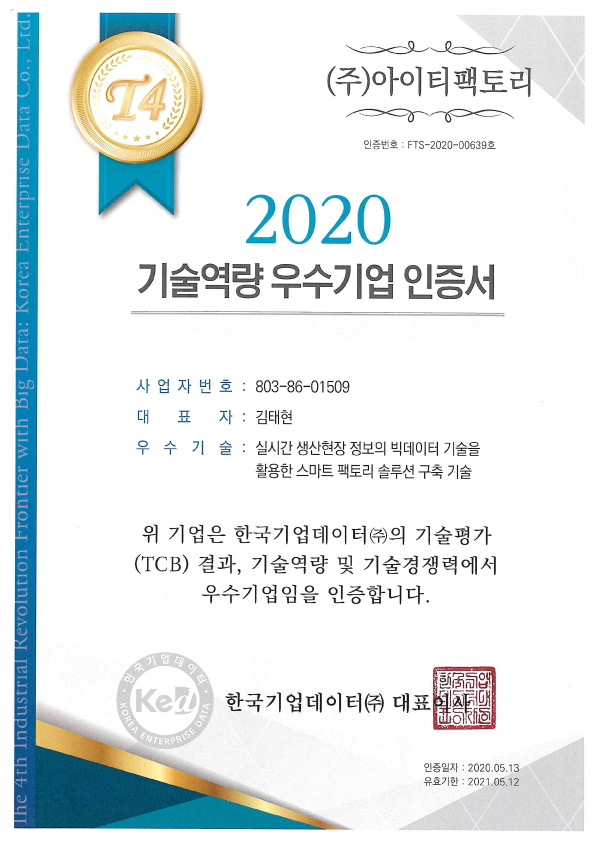 The 4th Industrial Revolution Frontier with Big Data: Korea Enterprise Data Co., Ltd.
T4
(주)아이티팩토리
인증번호 : FTS-2020-00639호
2020
기술역량 우수기업 인증서
사업자번호 : 803-86-01509
대 표 자 : 김태현
우수기술 : 실시간 생산현장 정보의 빅데이터 기술을
활용한 스마트 팩토리 솔루션 구축 기술
위 기업은 한국기업데이터㈜의 기술평가
(TCB) 결과, 기술역량 및 기술경쟁력에서
우수기업임을 인증합니다.
한국기업데이터
Ked
KOREA ENTERPRISE DATA
한국기업데이터㈜ 대표이사
인증일자 : 2020.05.13
유효기한 : 2021.05.12